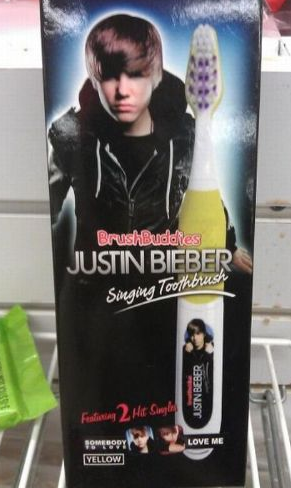 BrushBuddies
JUSTIN BIEBER
Singing Toothbrush
JUSTIN BIEBER
Featuring 2 Hit Singles
SOMEBODY
TO LOVE
LOVE ME
YELLOW